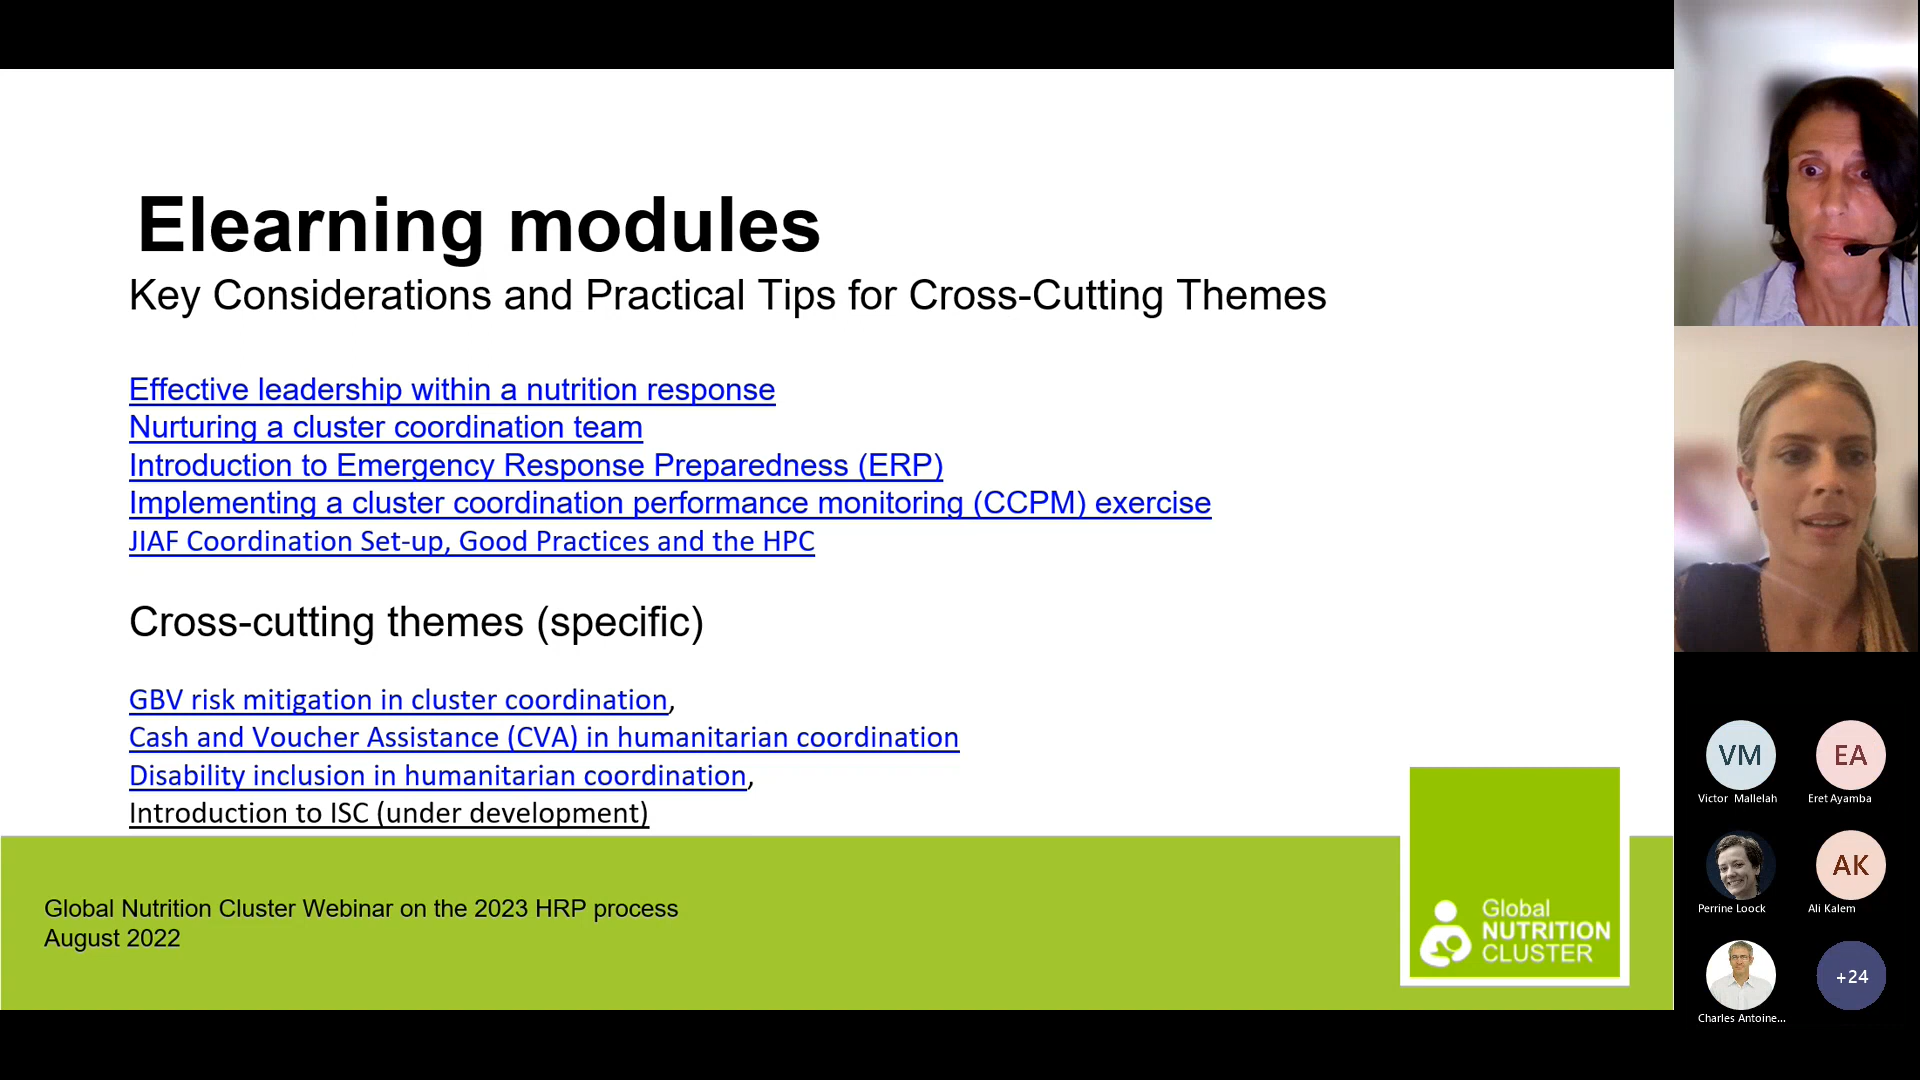 Elearning modules
Key Considerations and Practical Tips for Cross-Cutting Themes
Effective leadership within a nutrition response
Nurturing a cluster coordination team
Introduction to Emergency Response Preparedness (ERP)
Implementing a cluster coordination performance monitoring (CCPM) exercise
JIAF Coordination Set-up, Good Practices and the HPC
Cross-cutting themes (specific)
GBV risk mitigation in cluster coordination,
Cash and Voucher Assistance (CVA) in humanitarian coordination
Disability inclusion in humanitarian coordination,
Introduction to ISC (under development)
Global Nutrition Cluster Webinar on the 2023 HRP process
August 2022
Global
NUTRITION
CLUSTER
VM
EA
Victor Mallelah
Eret Ayamba
AK
Perrine Loock
Ali Kalem
+24
Charles Antoine...